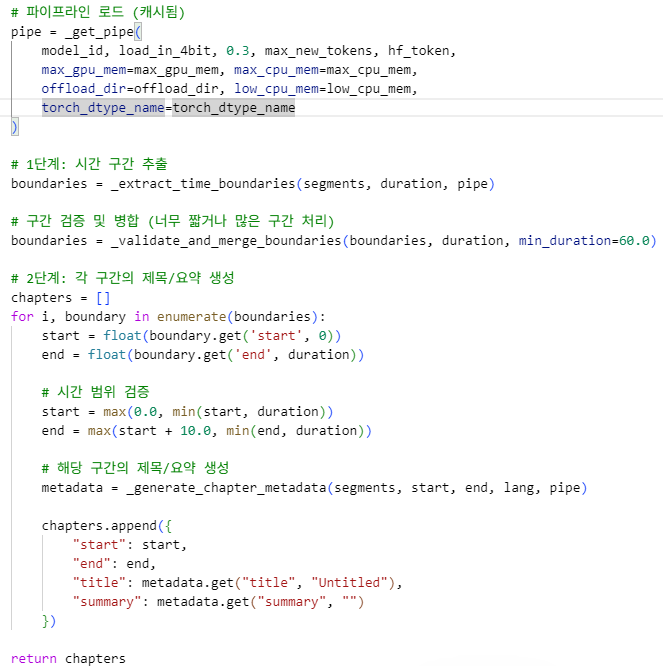 # 파이프라인 로드 (캐시됨)
pipe = _get_pipe(
    model_id, load_in_4bit, 0.3, max_new_tokens, hf_token,
    max_gpu_mem=max_gpu_mem, max_cpu_mem=max_cpu_mem,
    offload_dir=offload_dir, low_cpu_mem=low_cpu_mem,
    torch_dtype_name=torch_dtype_name
)

# 1단계: 시간 구간 추출
boundaries = _extract_time_boundaries(segments, duration, pipe)

# 구간 검증 및 병합 (너무 짧거나 많은 구간 처리)
boundaries = _validate_and_merge_boundaries(boundaries, duration, min_duration=60.0)

# 2단계: 각 구간의 제목/요약 생성
chapters = []
for i, boundary in enumerate(boundaries):
    start = float(boundary.get('start', 0))
    end = float(boundary.get('end', duration))

    # 시간 범위 검증
    start = max(0.0, min(start, duration))
    end = max(start + 10.0, min(end, duration))

    # 해당 구간의 제목/요약 생성
    metadata = _generate_chapter_metadata(segments, start, end, lang, pipe)

    chapters.append({
        "start": start,
        "end": end,
        "title": metadata.get("title", "Untitled"),
        "summary": metadata.get("summary", "")
    })

return chapters